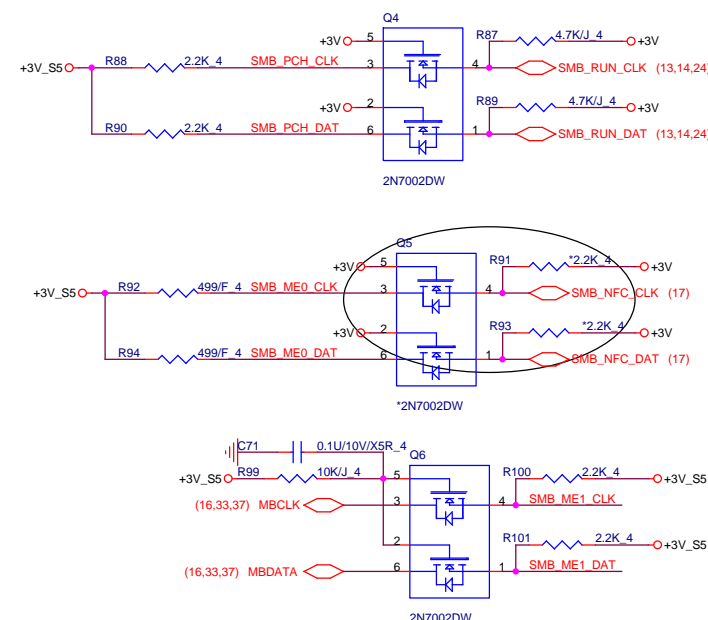 Q4
+3V 5 R87 4.7K/J_4 +3V
+3V_S5 R88 2.2K_4 SMB_PCH_CLK 3 4 SMB_RUN_CLK (13,14,24)
+3V 2 R89 4.7K/J_4 +3V
R90 2.2K_4 SMB_PCH_DAT 6 1 SMB_RUN_DAT (13,14,24)
2N7002DW
Q5
+3V 5 R91 *2.2K_4 +3V
+3V_S5 R92 499/F_4 SMB_ME0_CLK 3 4 SMB_NFC_CLK (17)
+3V 2 R93 *2.2K_4 +3V
R94 499/F_4 SMB_ME0_DAT 6 1 SMB_NFC_DAT (17)
*2N7002DW
C71 0.1U/10V/X5R_4 Q6
+3V_S5 R99 10K/J_4 5 R100 2.2K_4 +3V_S5
(16,33,37) MBCLK 3 4 SMB_ME1_CLK
2 R101 2.2K_4 +3V_S5
(16,33,37) MBDATA 6 1 SMB_ME1_DAT
2N7002DW